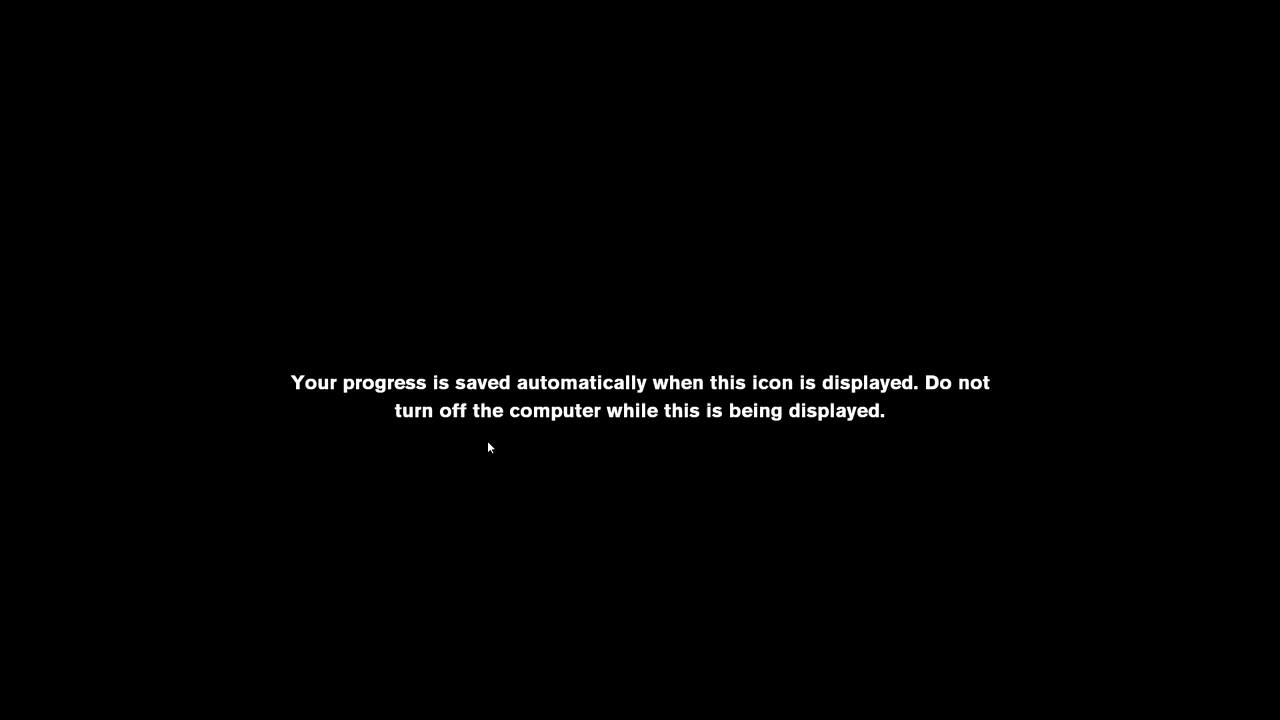 Your progress is saved automatically when this icon is displayed. Do not
turn off the computer while this is being displayed.